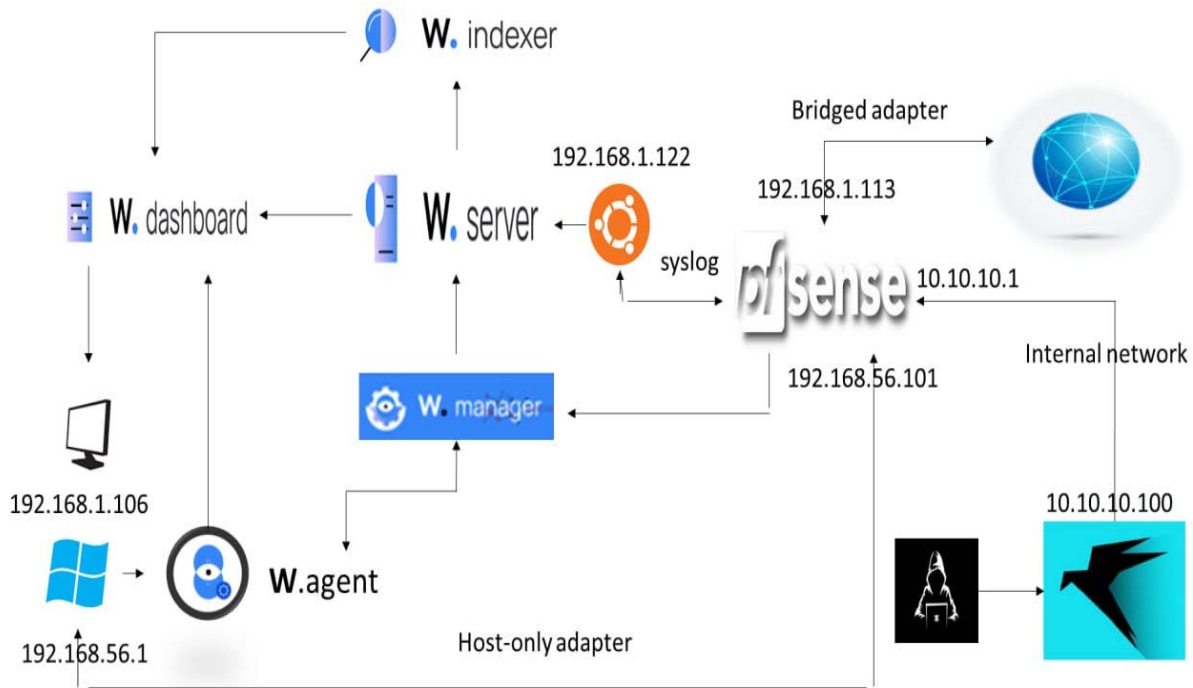 W. indexer
Bridged adapter
192.168.1.122
192.168.1.113
W. dashboard
W. server
syslog
pfsense
10.10.10.1
Internal network
192.168.56.101
W. manager
192.168.1.106
10.10.10.100
W.agent
Host-only adapter
192.168.56.1